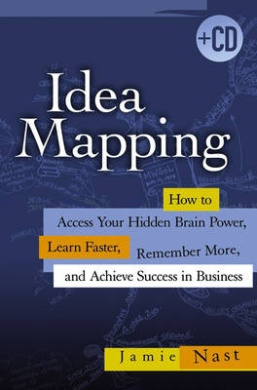 +CD
Idea
Mapping
How to
Access Your Hidden Brain Power,
Learn Faster, Remember More,
and Achieve Success in Business
Jamie Nast